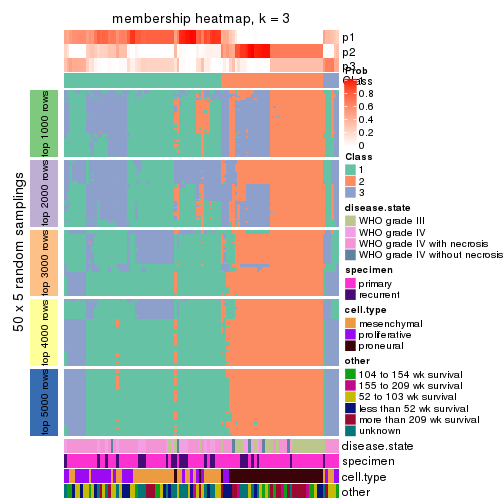 membership heatmap, k = 3
p1
p2
p3
Class
Prob
0.8
0.6
0.4
0.2
0
Class
1
2
3
disease.state
WHO grade III
WHO grade IV
WHO grade IV with necrosis
WHO grade IV without necrosis
specimen
primary
recurrent
cell.type
mesenchymal
proliferative
proneural
other
104 to 154 wk survival
155 to 209 wk survival
52 to 103 wk survival
less than 52 wk survival
more than 209 wk survival
unknown
50 x 5 random samplings
top 1000 rows
top 2000 rows
top 3000 rows
top 4000 rows
top 5000 rows
disease.state
specimen
cell.type
other